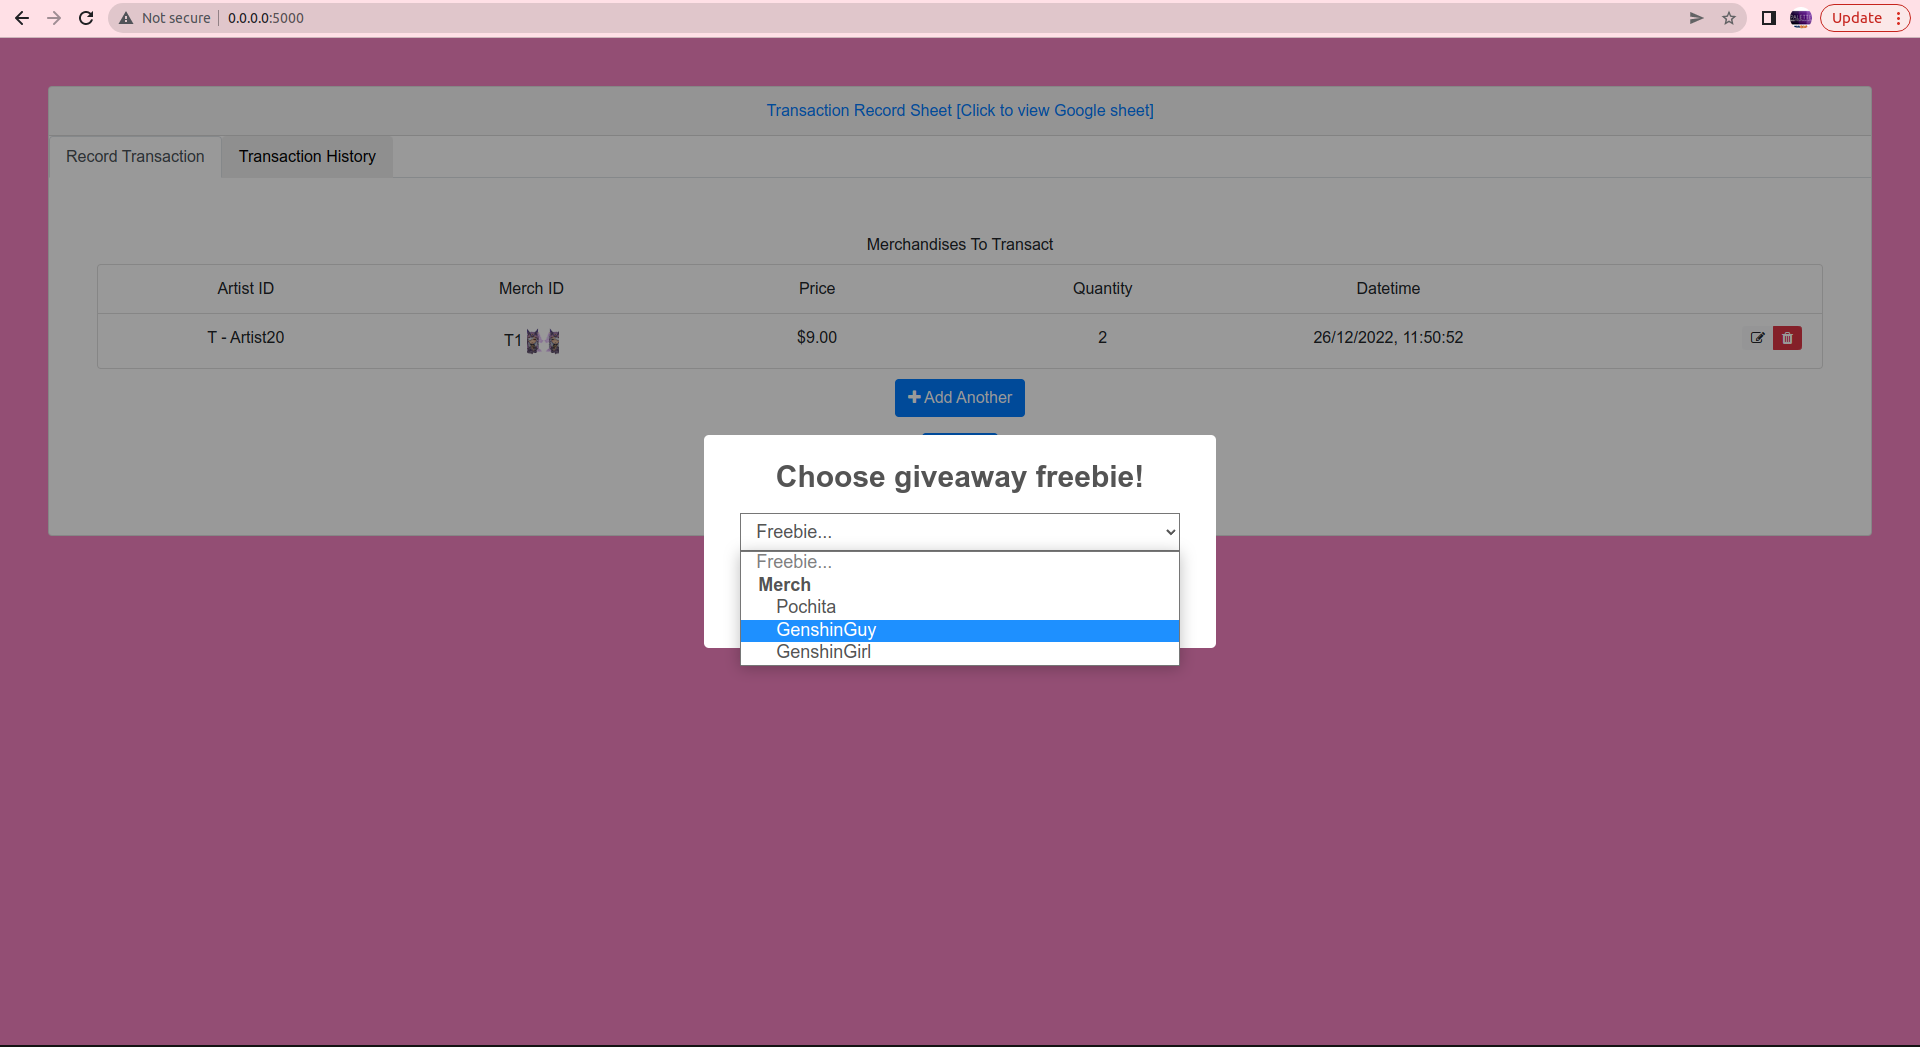 Not secure 0.0.0.0:5000 Update
Transaction Record Sheet [Click to view Google sheet]
Record Transaction Transaction History
Merchandises To Transact
Artist ID Merch ID Price Quantity Datetime
T - Artist20 T1 $9.00 2 26/12/2022, 11:50:52
Add Another
Choose giveaway freebie!
Freebie...
Freebie...
Merch
Pochita
GenshinGuy
GenshinGirl